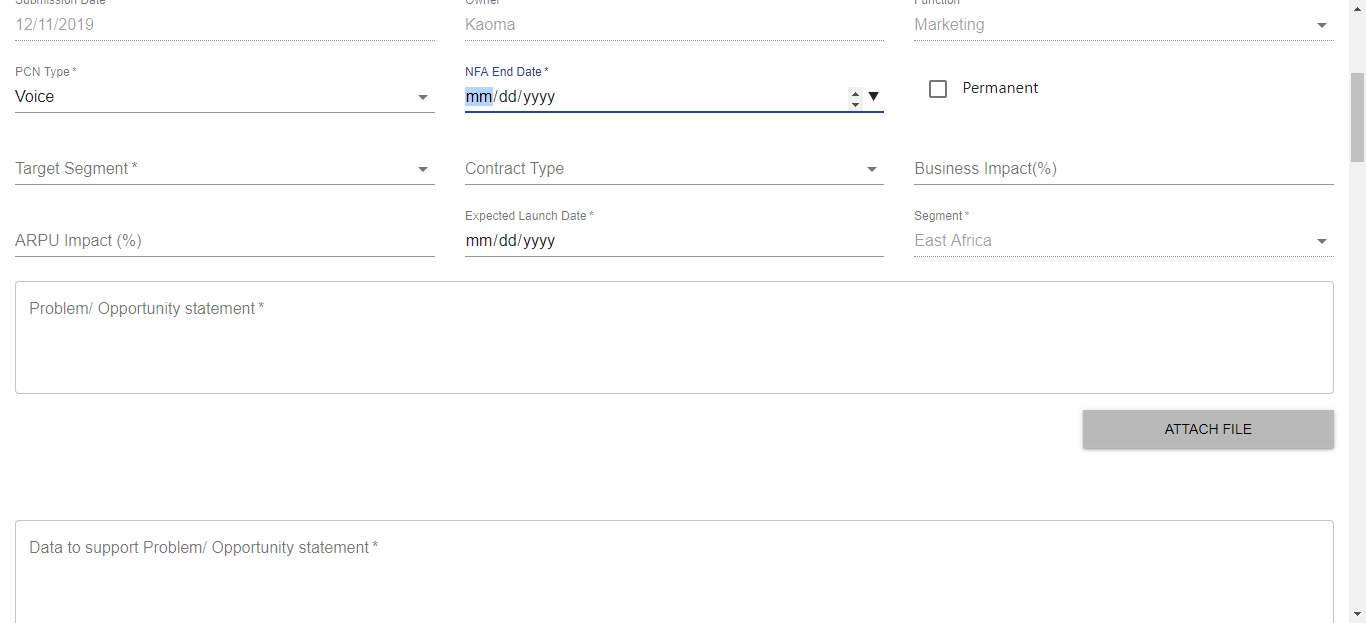 Submission Date Owner Function
12/11/2019 Kaoma Marketing
PCN Type * NFA End Date *
Voice mm/dd/yyyy Permanent
Target Segment * Contract Type Business Impact(%)
Expected Launch Date * Segment *
ARPU Impact (%) mm/dd/yyyy East Africa
Problem/ Opportunity statement *
ATTACH FILE
Data to support Problem/ Opportunity statement *